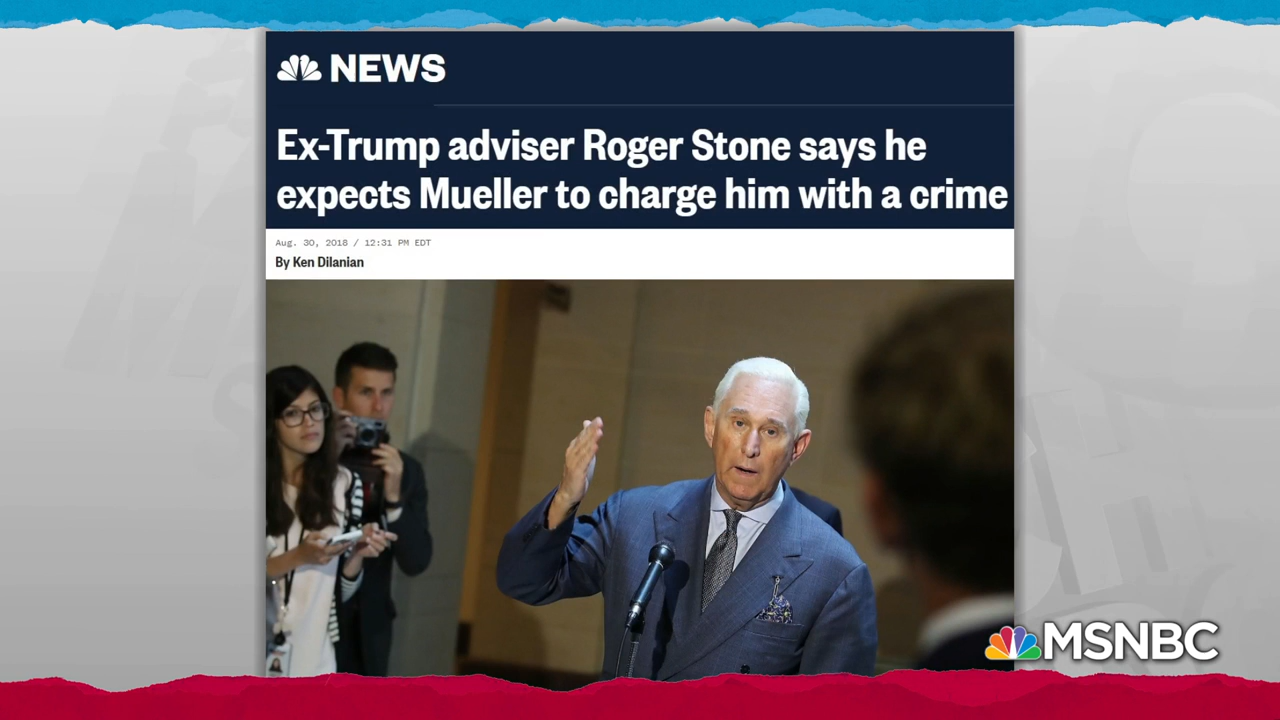 NEWS
Ex-Trump adviser Roger Stone says he
expects Mueller to charge him with a crime
Aug. 30, 2018 / 12:31 PM EDT
By Ken Dilanian
MSNBC